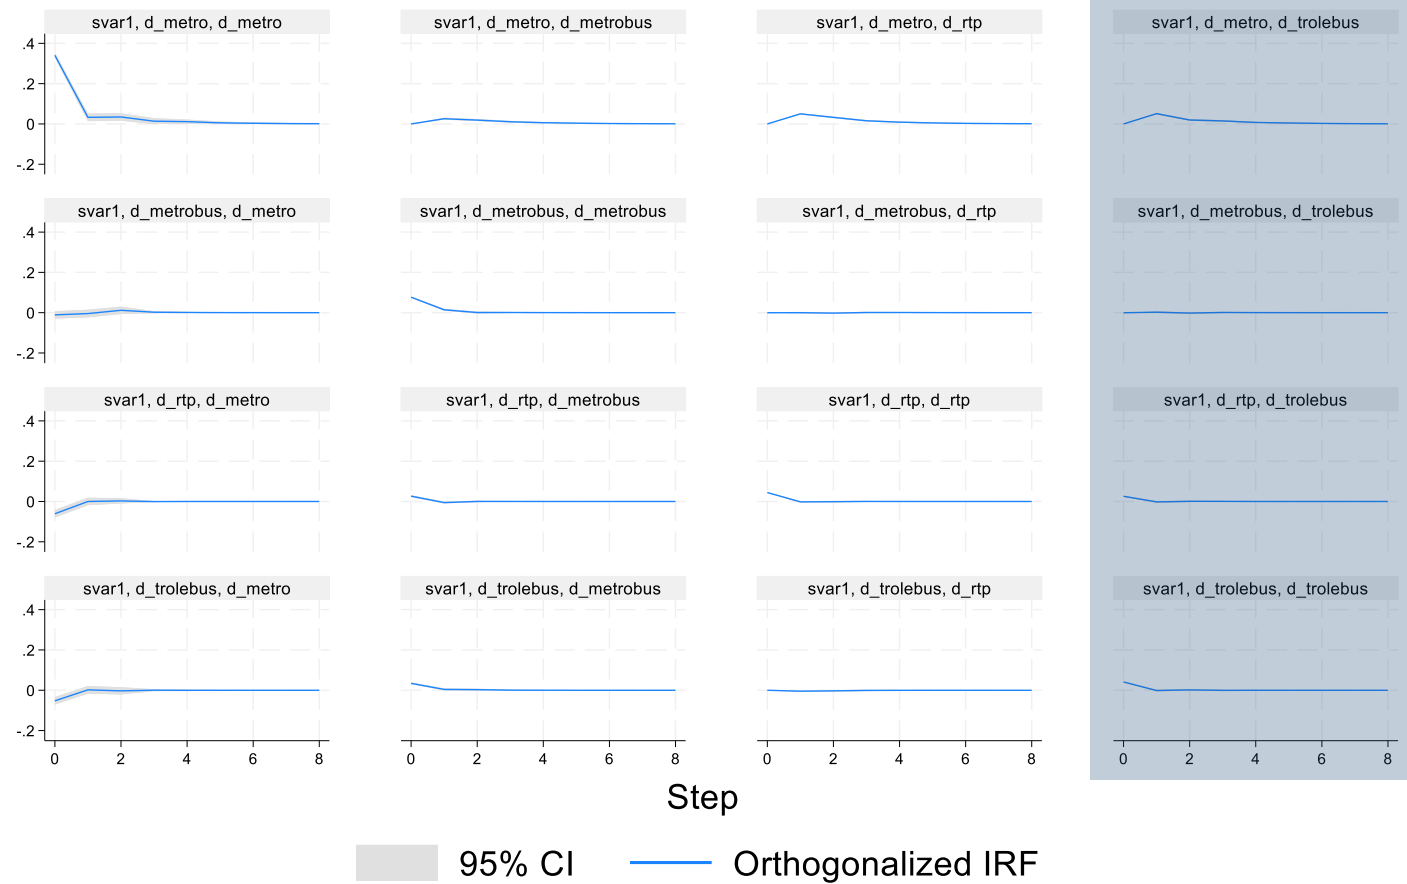 svar1, d_metro, d_metro
svar1, d_metro, d_metrobus
svar1, d_metro, d_rtp
svar1, d_metro, d_trolebus
.4
.2
0
-.2
svar1, d_metrobus, d_metro
svar1, d_metrobus, d_metrobus
svar1, d_metrobus, d_rtp
svar1, d_metrobus, d_trolebus
.4
.2
0
-.2
svar1, d_rtp, d_metro
svar1, d_rtp, d_metrobus
svar1, d_rtp, d_rtp
svar1, d_rtp, d_trolebus
.4
.2
0
-.2
svar1, d_trolebus, d_metro
svar1, d_trolebus, d_metrobus
svar1, d_trolebus, d_rtp
svar1, d_trolebus, d_trolebus
.4
.2
0
-.2
0 2 4 6 8
0 2 4 6 8
0 2 4 6 8
0 2 4 6 8
Step
95% CI
Orthogonalized IRF